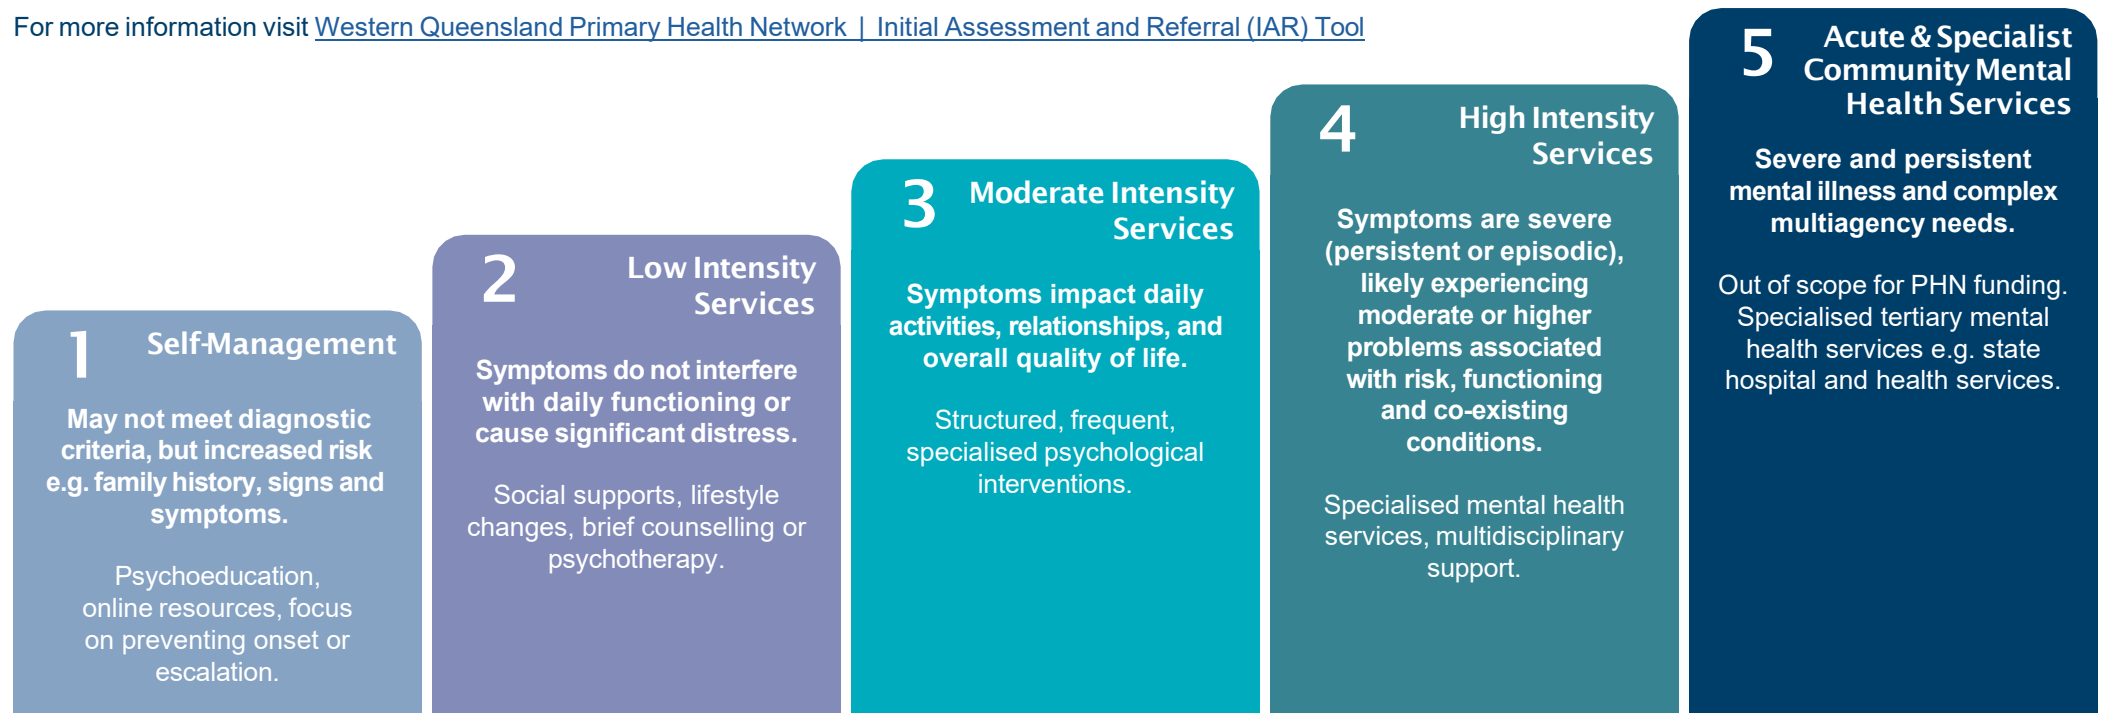 For more information visit Western Queensland Primary Health Network | Initial Assessment and Referral (IAR) Tool
1
Self-Management
May not meet diagnostic
criteria, but increased risk
e.g. family history, signs and
symptoms.
Psychoeducation,
online resources, focus
on preventing onset or
escalation.
2
Low Intensity
Services
Symptoms do not interfere
with daily functioning or
cause significant distress.
Social supports, lifestyle
changes, brief counselling or
psychotherapy.
3
Moderate Intensity
Services
Symptoms impact daily
activities, relationships, and
overall quality of life.
Structured, frequent,
specialised psychological
interventions.
4
High Intensity
Services
Symptoms are severe
(persistent or episodic),
likely experiencing
moderate or higher
problems associated
with risk, functioning
and co-existing
conditions.
Specialised mental health
services, multidisciplinary
support.
5
Acute & Specialist
Community Mental
Health Services
Severe and persistent
mental illness and complex
multiagency needs.
Out of scope for PHN funding.
Specialised tertiary mental
health services e.g. state
hospital and health services.